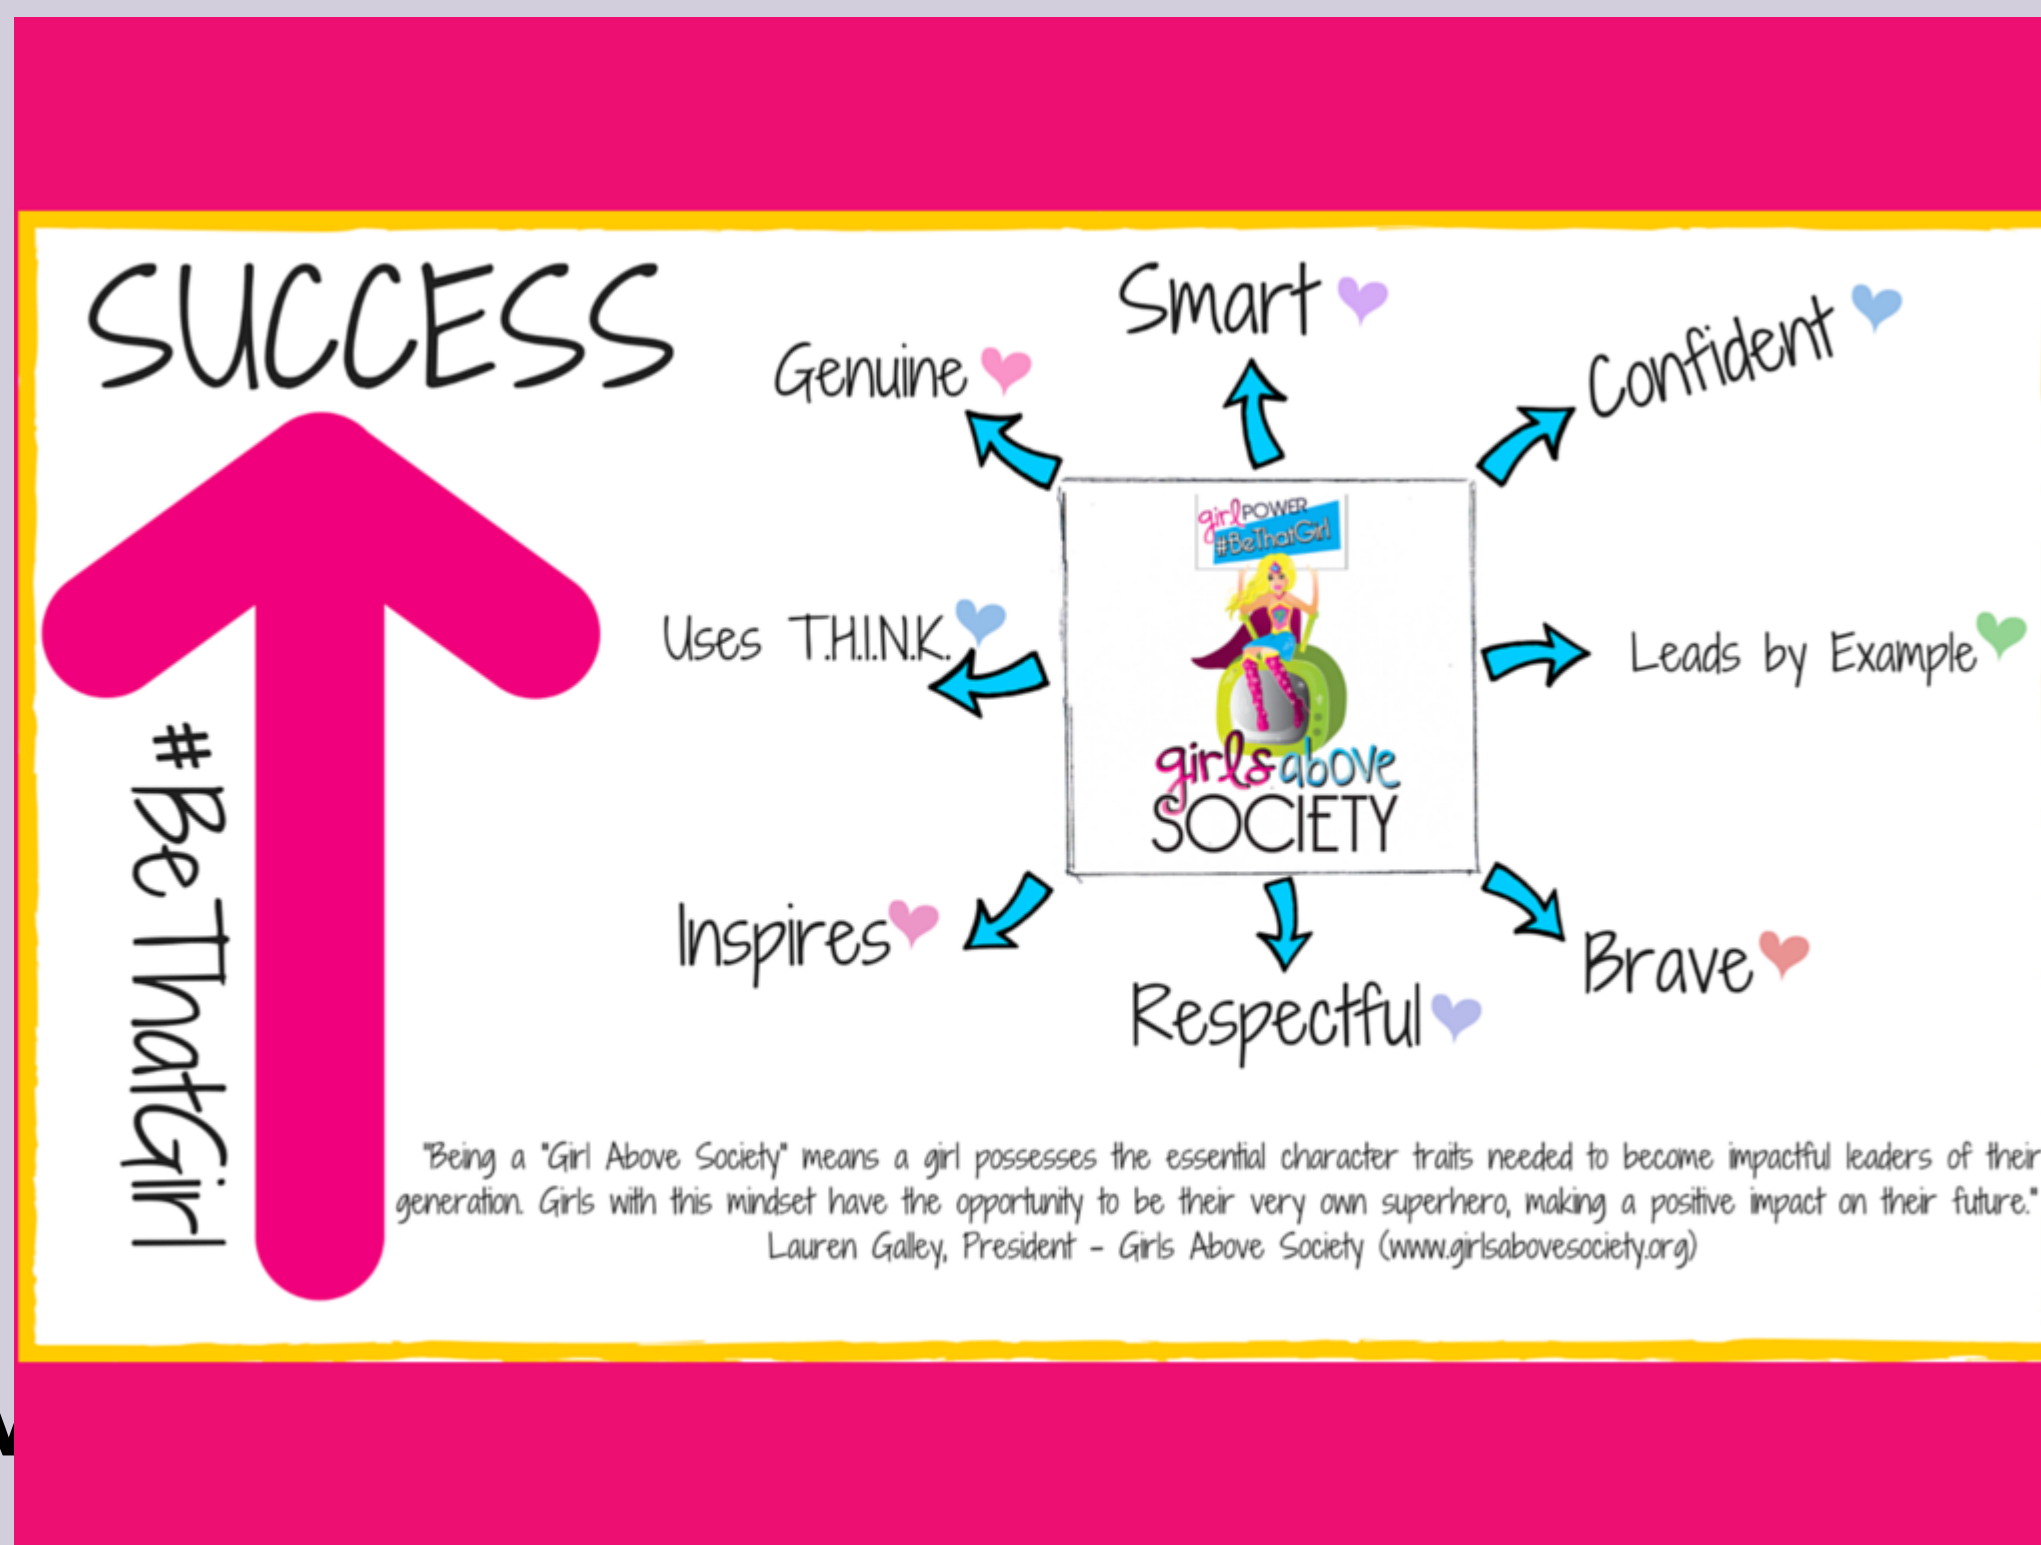 SUCCESS
Smart
Confident
Genuine
girl POWER
#BeThatGirl
Uses T.H.I.N.K.
Leads by Example
girls above
SOCIETY
#BeThatGirl
Inspires
Brave
Respectful
"Being a "Girl Above Society" means a girl possesses the essential character traits needed to become impactful leaders of their
generation. Girls with this mindset have the opportunity to be their very own superhero, making a positive impact on their future."
Lauren Galley, President - Girls Above Society (www.girlsabovesociety.org)